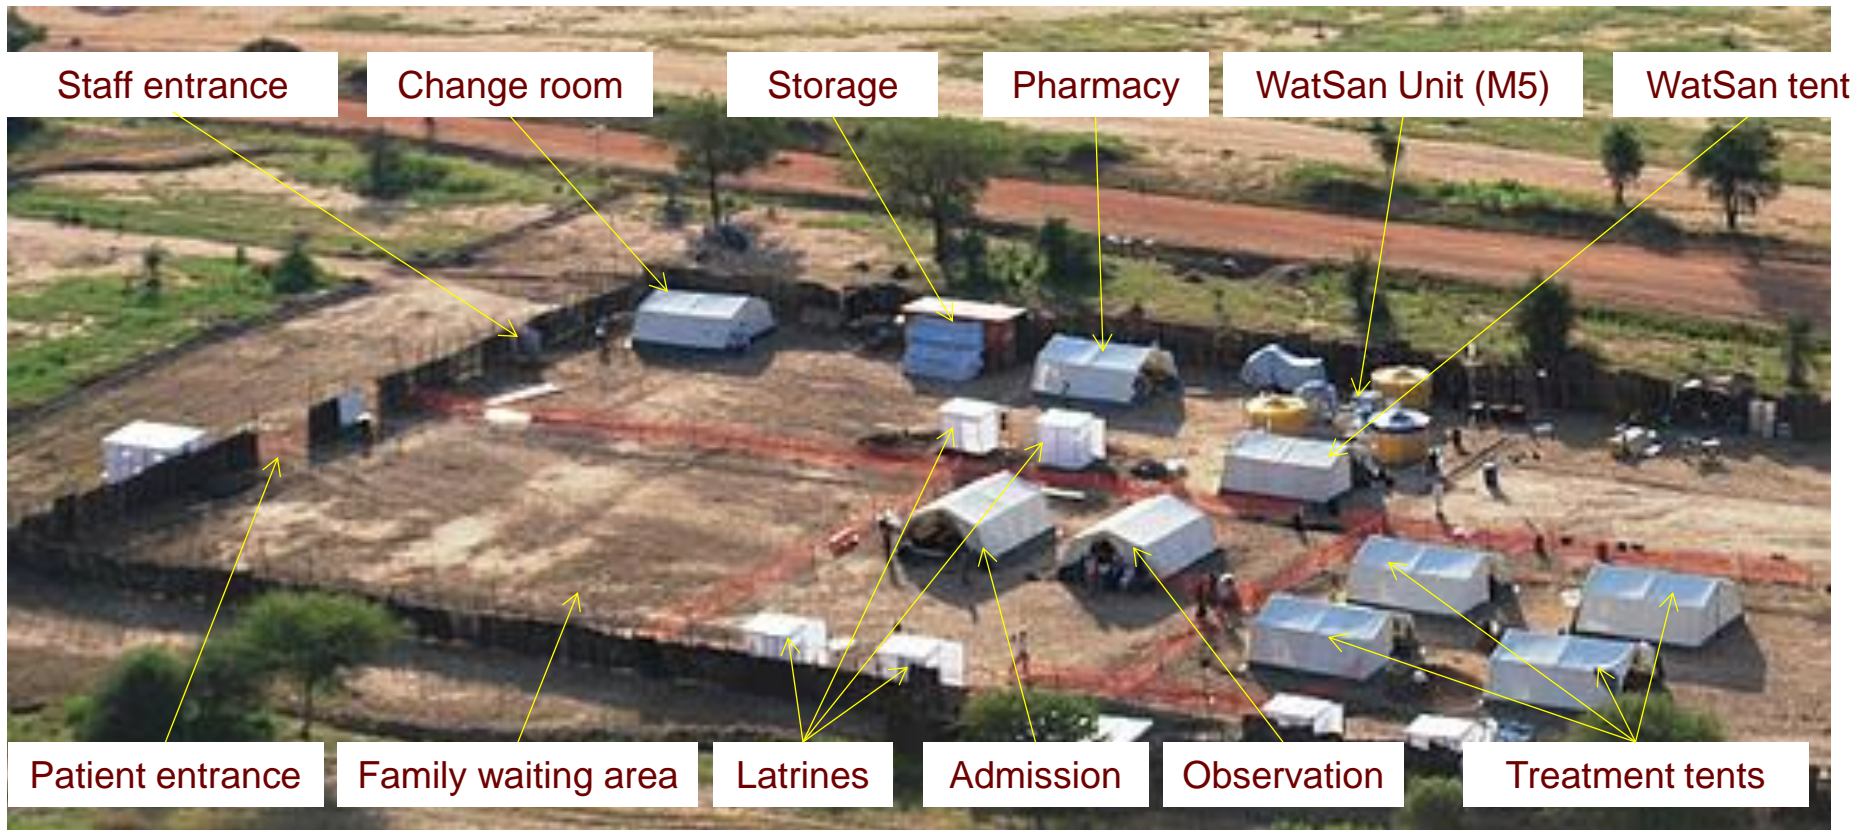 Staff entrance
Change room
Storage
Pharmacy
WatSan Unit (M5)
WatSan tent
Patient entrance
Family waiting area
Latrines
Admission
Observation
Treatment tents